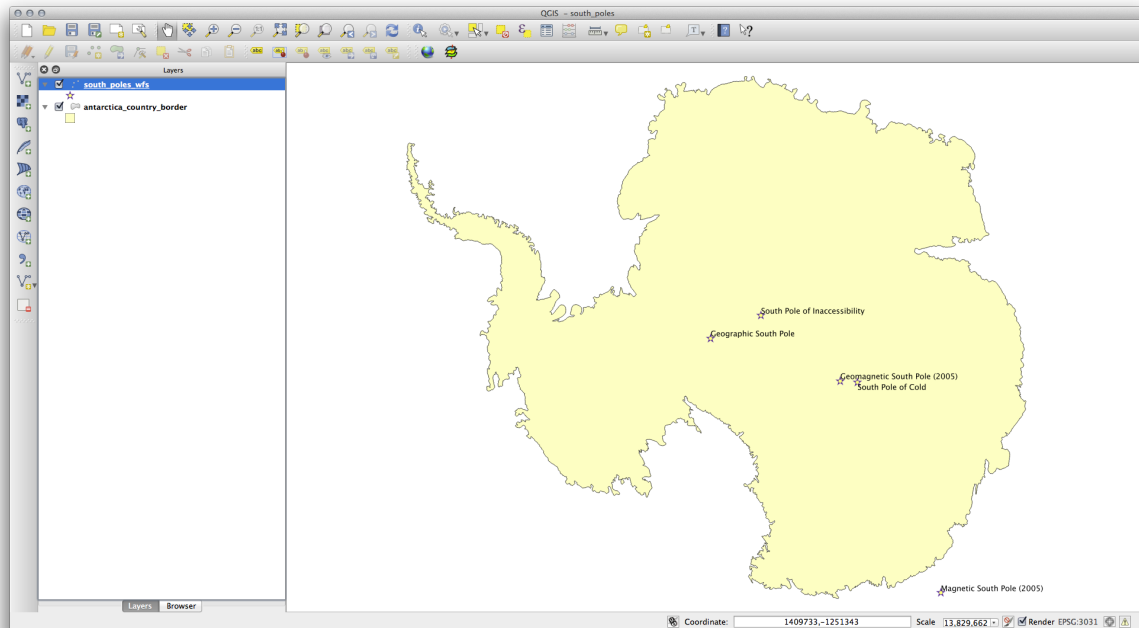 QGIS - south_poles
Layers
south_poles_wfs
antarctica_country_border
South Pole of Inaccessibility
Geographic South Pole
Geomagnetic South Pole (2005)
South Pole of Cold
Magnetic South Pole (2005)
Layers Browser
Coordinate: 1409733,-1251343 Scale 13,829,662 Render EPSG:3031